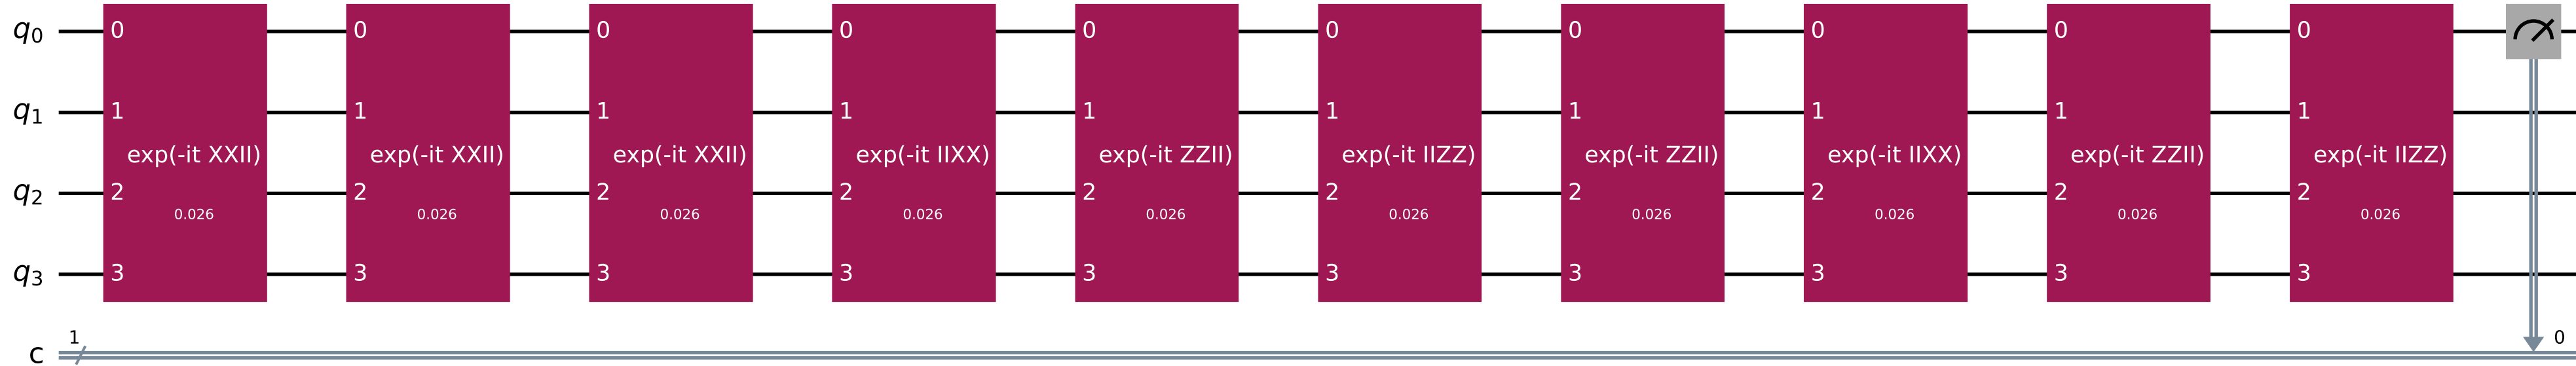 q0 0 0 0 0 0 0 0 0 0 0
q1 1 1 1 1 1 1 1 1 1 1
exp(-it XXII) exp(-it XXII) exp(-it XXII) exp(-it IIXX) exp(-it ZZII) exp(-it IIZZ) exp(-it ZZII) exp(-it IIXX) exp(-it ZZII) exp(-it IIZZ)
q2 2 2 2 2 2 2 2 2 2 2
0.026 0.026 0.026 0.026 0.026 0.026 0.026 0.026 0.026 0.026
q3 3 3 3 3 3 3 3 3 3 3
1 0
c